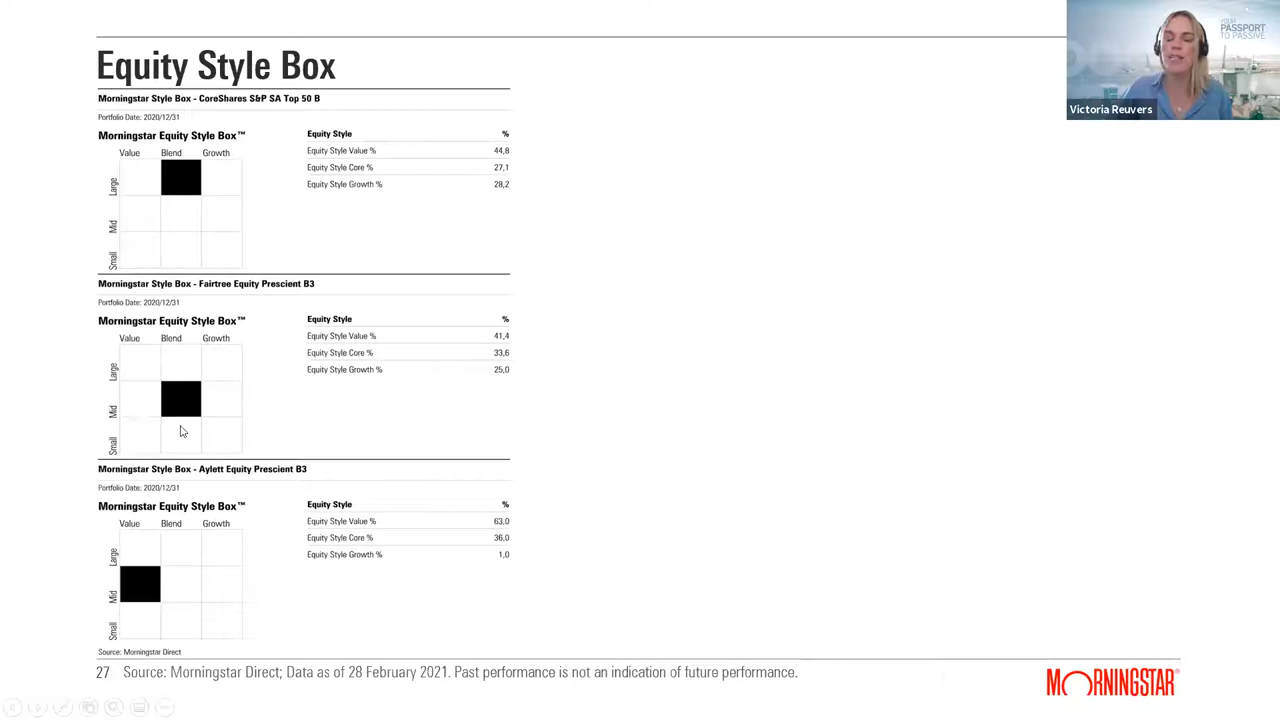 Equity Style Box
Morningstar Style Box - CoreShares S&P SA Top 50 B
Portfolio Date: 2020/12/31
Morningstar Equity Style Box™
Value Blend Growth
Large
Mid
Small
Equity Style %
Equity Style Value % 44,8
Equity Style Core % 27,1
Equity Style Growth % 28,2
Morningstar Style Box - Fairtree Equity Prescient B3
Portfolio Date: 2020/12/31
Morningstar Equity Style Box™
Value Blend Growth
Large
Mid
Small
Equity Style %
Equity Style Value % 41,4
Equity Style Core % 33,6
Equity Style Growth % 25,0
Morningstar Style Box - Aylett Equity Prescient B3
Portfolio Date: 2020/12/31
Morningstar Equity Style Box™
Value Blend Growth
Large
Mid
Small
Equity Style %
Equity Style Value % 63,0
Equity Style Core % 36,0
Equity Style Growth % 1,0
Source: Morningstar Direct
27 Source: Morningstar Direct; Data as of 28 February 2021. Past performance is not an indication of future performance.
MORNINGSTAR
YOUR
PASSPORT
TO PASSIVE
Victoria Reuvers